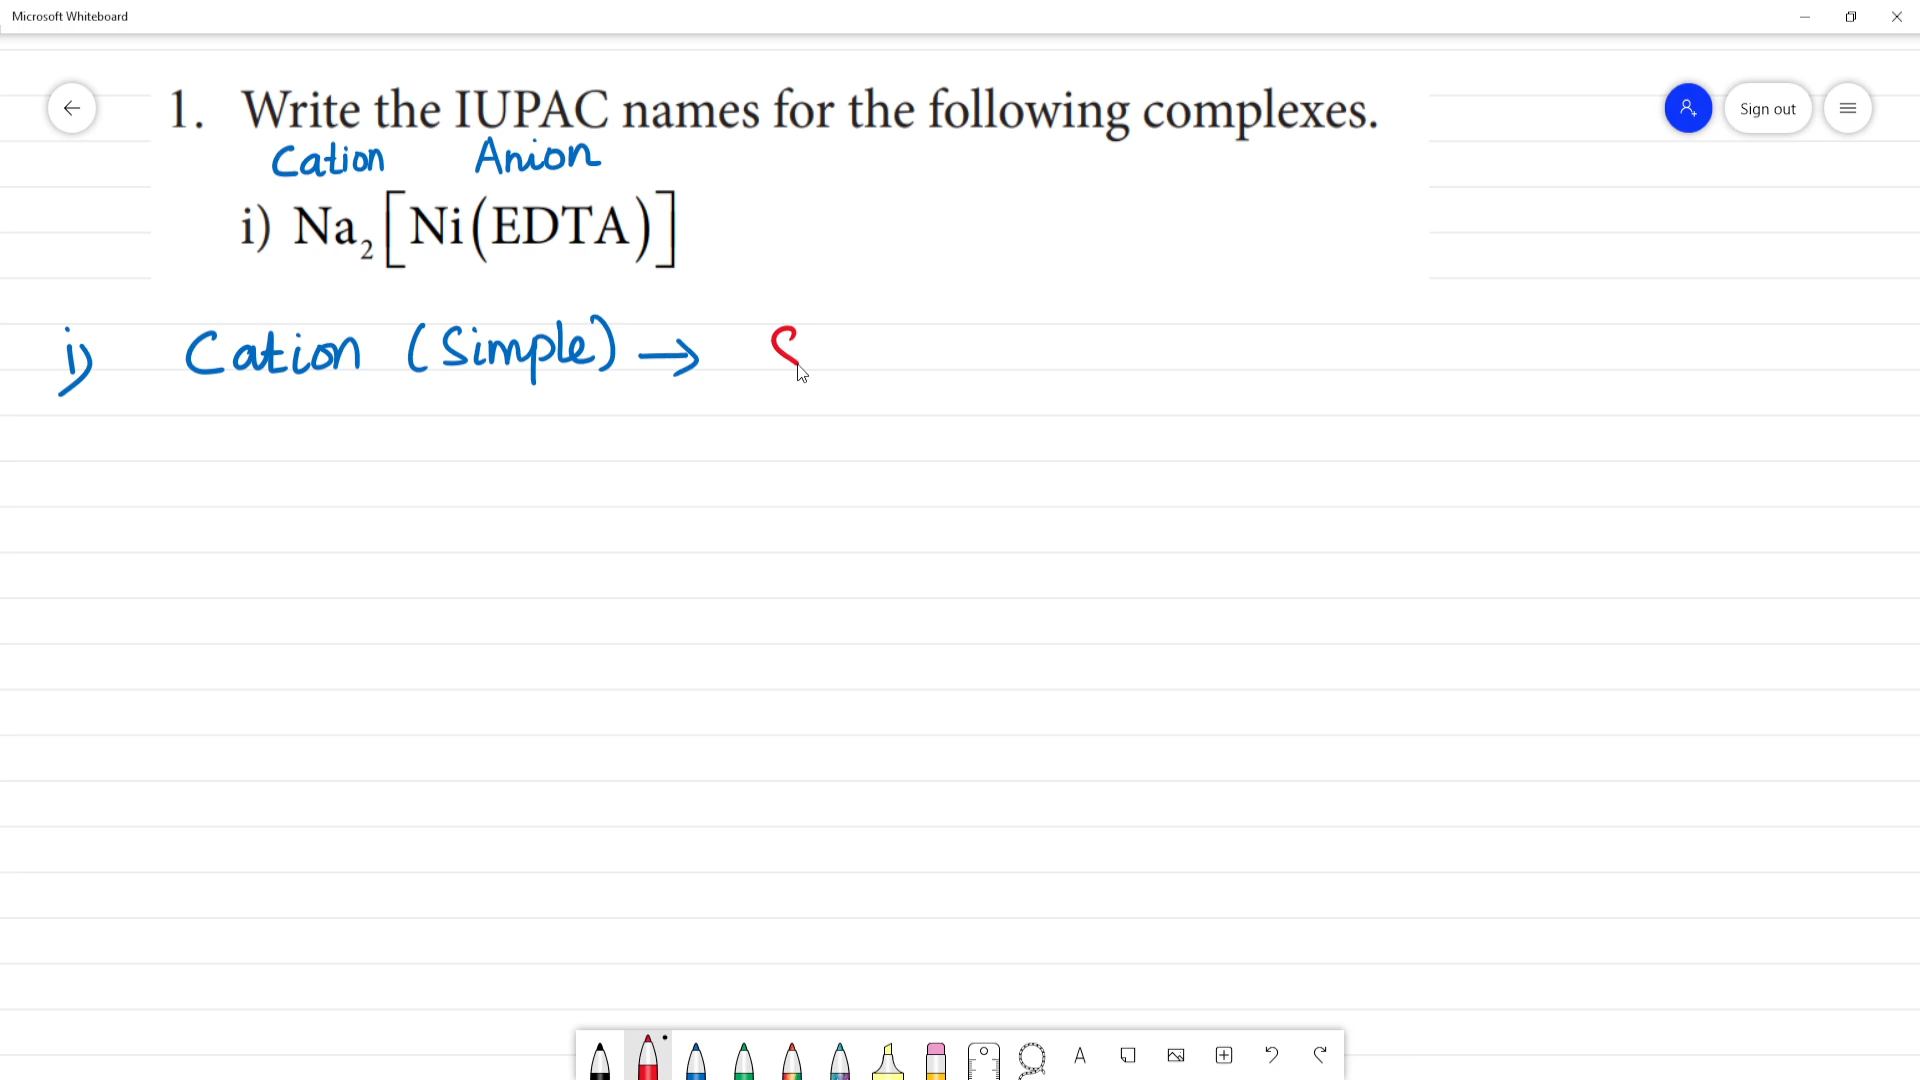 Microsoft Whiteboard
1. Write the IUPAC names for the following complexes.
Sign out
Cation Anion
i) Na₂[Ni(EDTA)]
i) Cation (Simple) → S
A